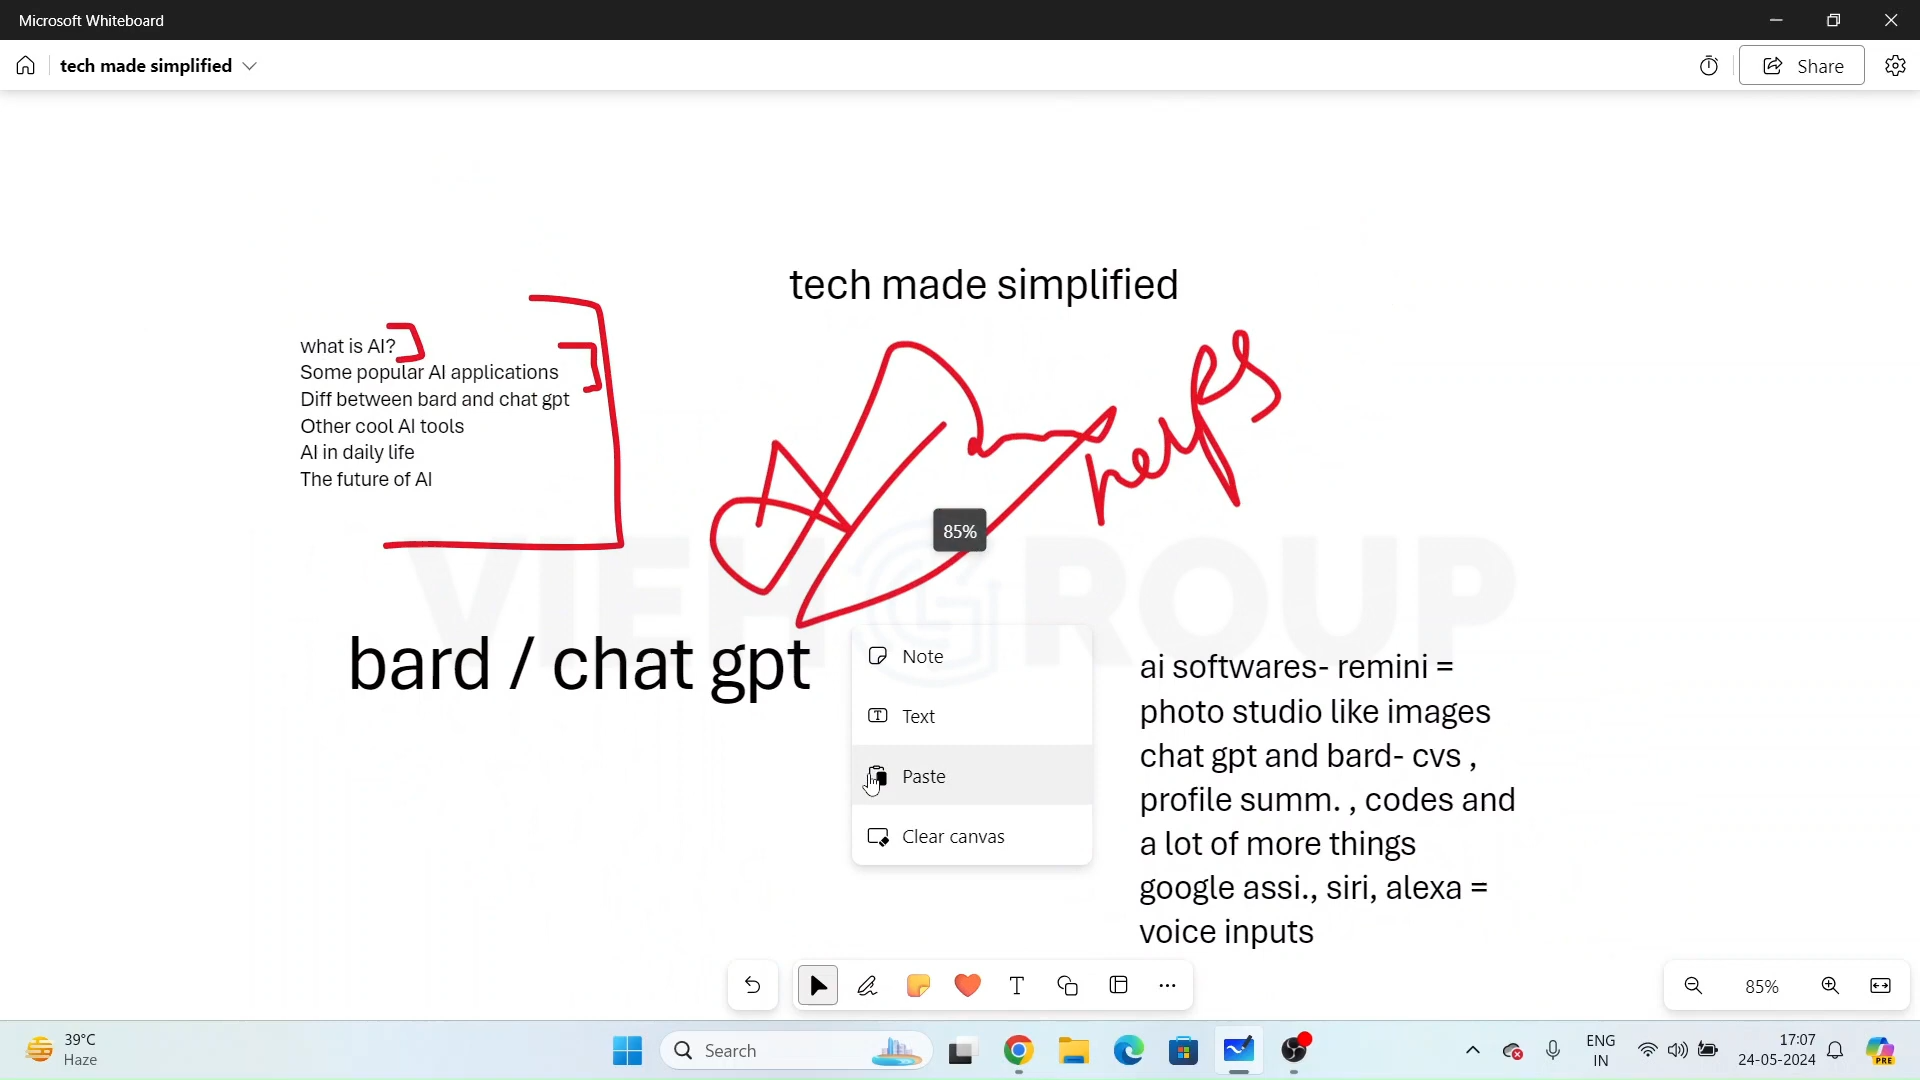 Microsoft Whiteboard
tech made simplified
Share
tech made simplified
what is AI?
Some popular AI applications
Diff between bard and chat gpt
Other cool AI tools
AI in daily life
The future of AI
helps
85%
VIEH GROUP
bard / chat gpt
Note
Text
Paste
Clear canvas
ai softwares- remini =
photo studio like images
chat gpt and bard- cvs ,
profile summ. , codes and
a lot of more things
google assi., siri, alexa =
voice inputs
85%
39°C
Haze
Search
ENG
IN
17:07
24-05-2024
PRE